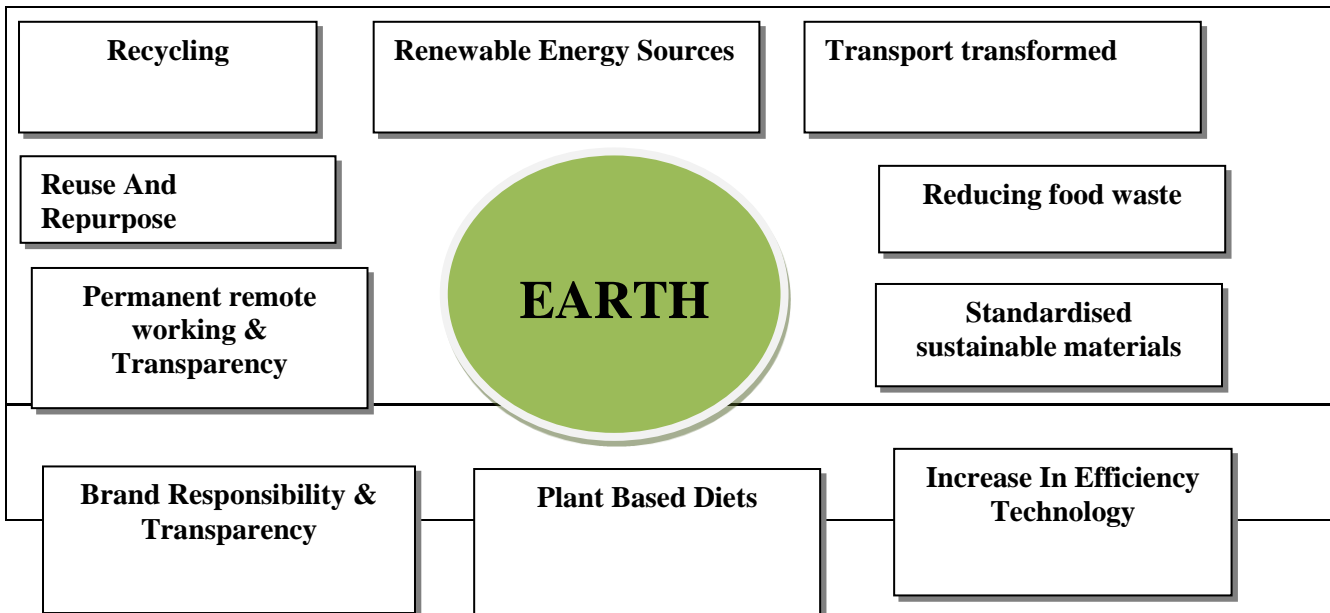 Recycling
Renewable Energy Sources
Transport transformed
Reuse And
Repurpose
Reducing food waste
EARTH
Permanent remote
working &
Transparency
Standardised
sustainable materials
Brand Responsibility &
Transparency
Plant Based Diets
Increase In Efficiency
Technology